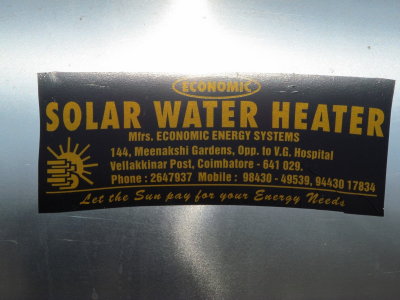 ECONOMIC
SOLAR WATER HEATER
Mfrs. ECONOMIC ENERGY SYSTEMS
144, Meenakshi Gardens, Opp. to V.G. Hospital
Vellakkinar Post, Coimbatore - 641 029.
Phone : 2647937 Mobile : 98430 - 49539, 94430 17834
Let the Sun pay for your Energy Needs